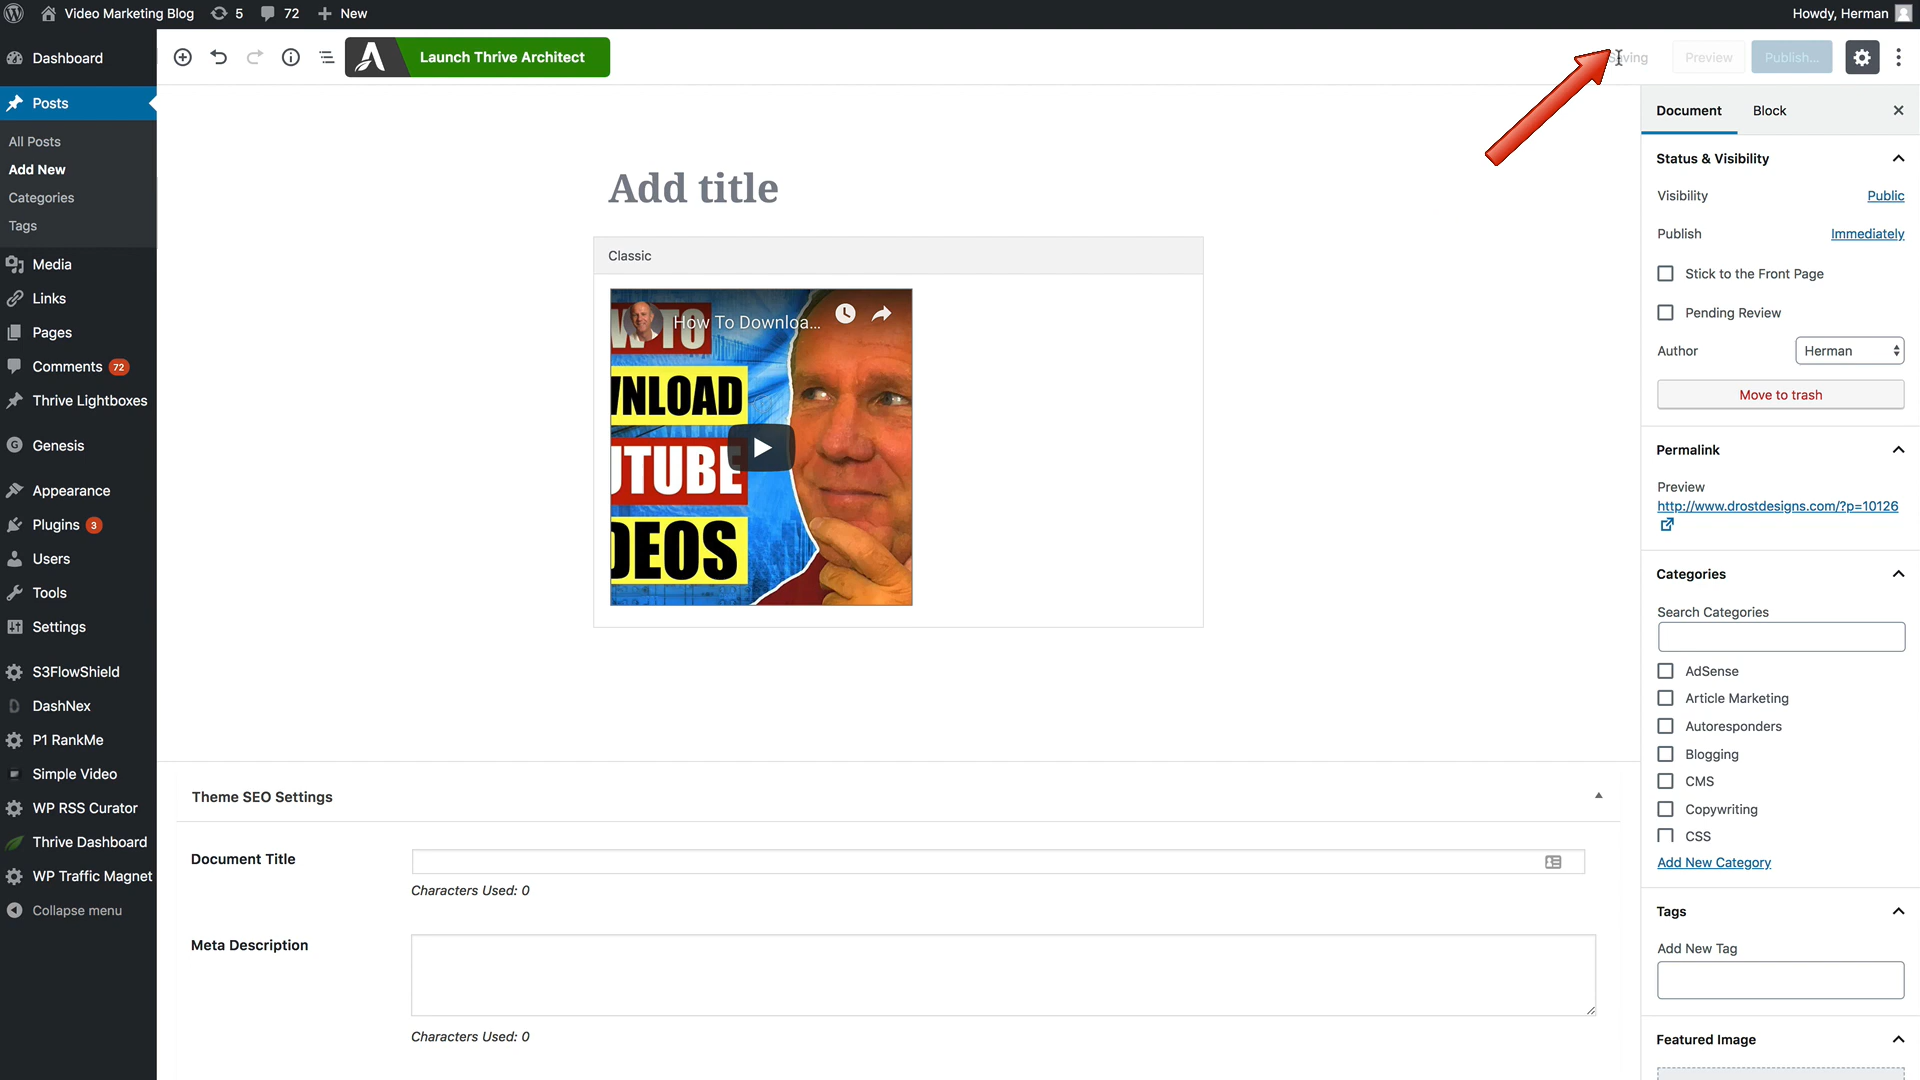 Video Marketing Blog 5 72 New Howdy, Herman
Dashboard
Posts
All Posts
Add New
Categories
Tags
Media
Links
Pages
Comments 72
Thrive Lightboxes
Genesis
Appearance
Plugins 3
Users
Tools
Settings
S3FlowShield
DashNex
P1 RankMe
Simple Video
WP RSS Curator
Thrive Dashboard
WP Traffic Magnet
Collapse menu
Launch Thrive Architect
Preview
Publish...
Add title
Classic
How To Downloa...
W TO
WNLOAD
UTUBE
DEOS
Theme SEO Settings
Document Title
Characters Used: 0
Meta Description
Characters Used: 0
Document Block
Status & Visibility
Visibility Public
Publish Immediately
Stick to the Front Page
Pending Review
Author Herman
Move to trash
Permalink
Preview
http://www.drostdesigns.com/?p=10126
Categories
Search Categories
AdSense
Article Marketing
Autoresponders
Blogging
CMS
Copywriting
CSS
Add New Category
Tags
Add New Tag
Featured Image